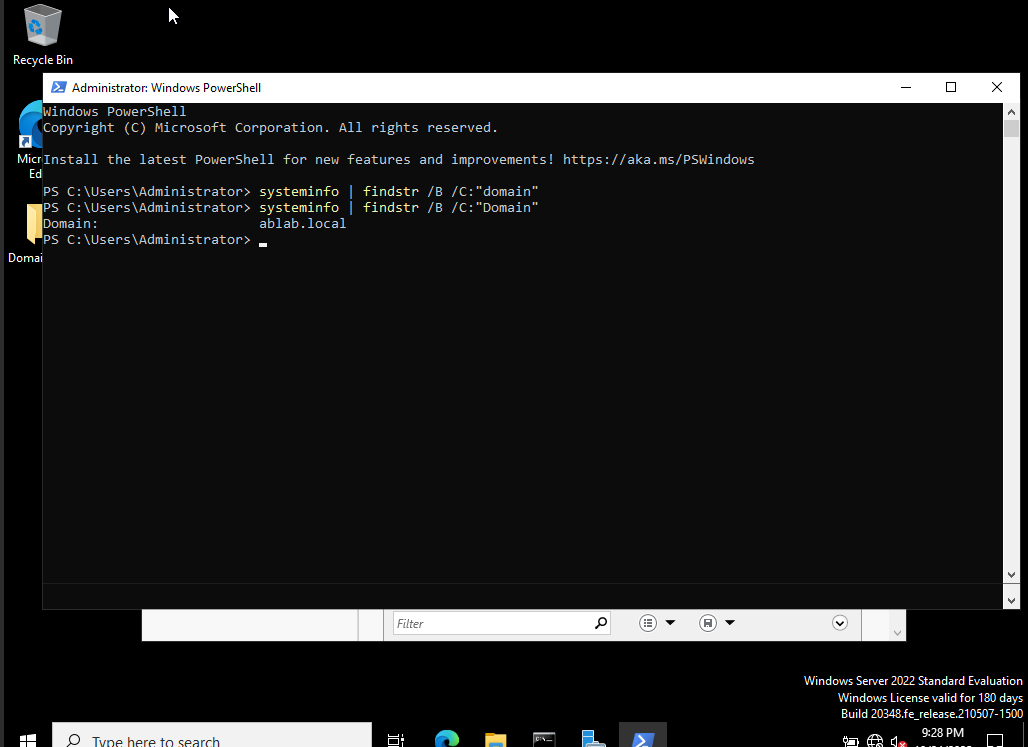 Recycle Bin
Administrator: Windows PowerShell
Windows PowerShell
Copyright (C) Microsoft Corporation. All rights reserved.
Install the latest PowerShell for new features and improvements! https://aka.ms/PSWindows
PS C:\Users\Administrator> systeminfo | findstr /B /C:"domain"
PS C:\Users\Administrator> systeminfo | findstr /B /C:"Domain"
Domain: ablab.local
PS C:\Users\Administrator>
Micr
Ed
Domai
Filter
Windows Server 2022 Standard Evaluation
Windows License valid for 180 days
Build 20348.fe_release.210507-1500
Type here to search
9:28 PM